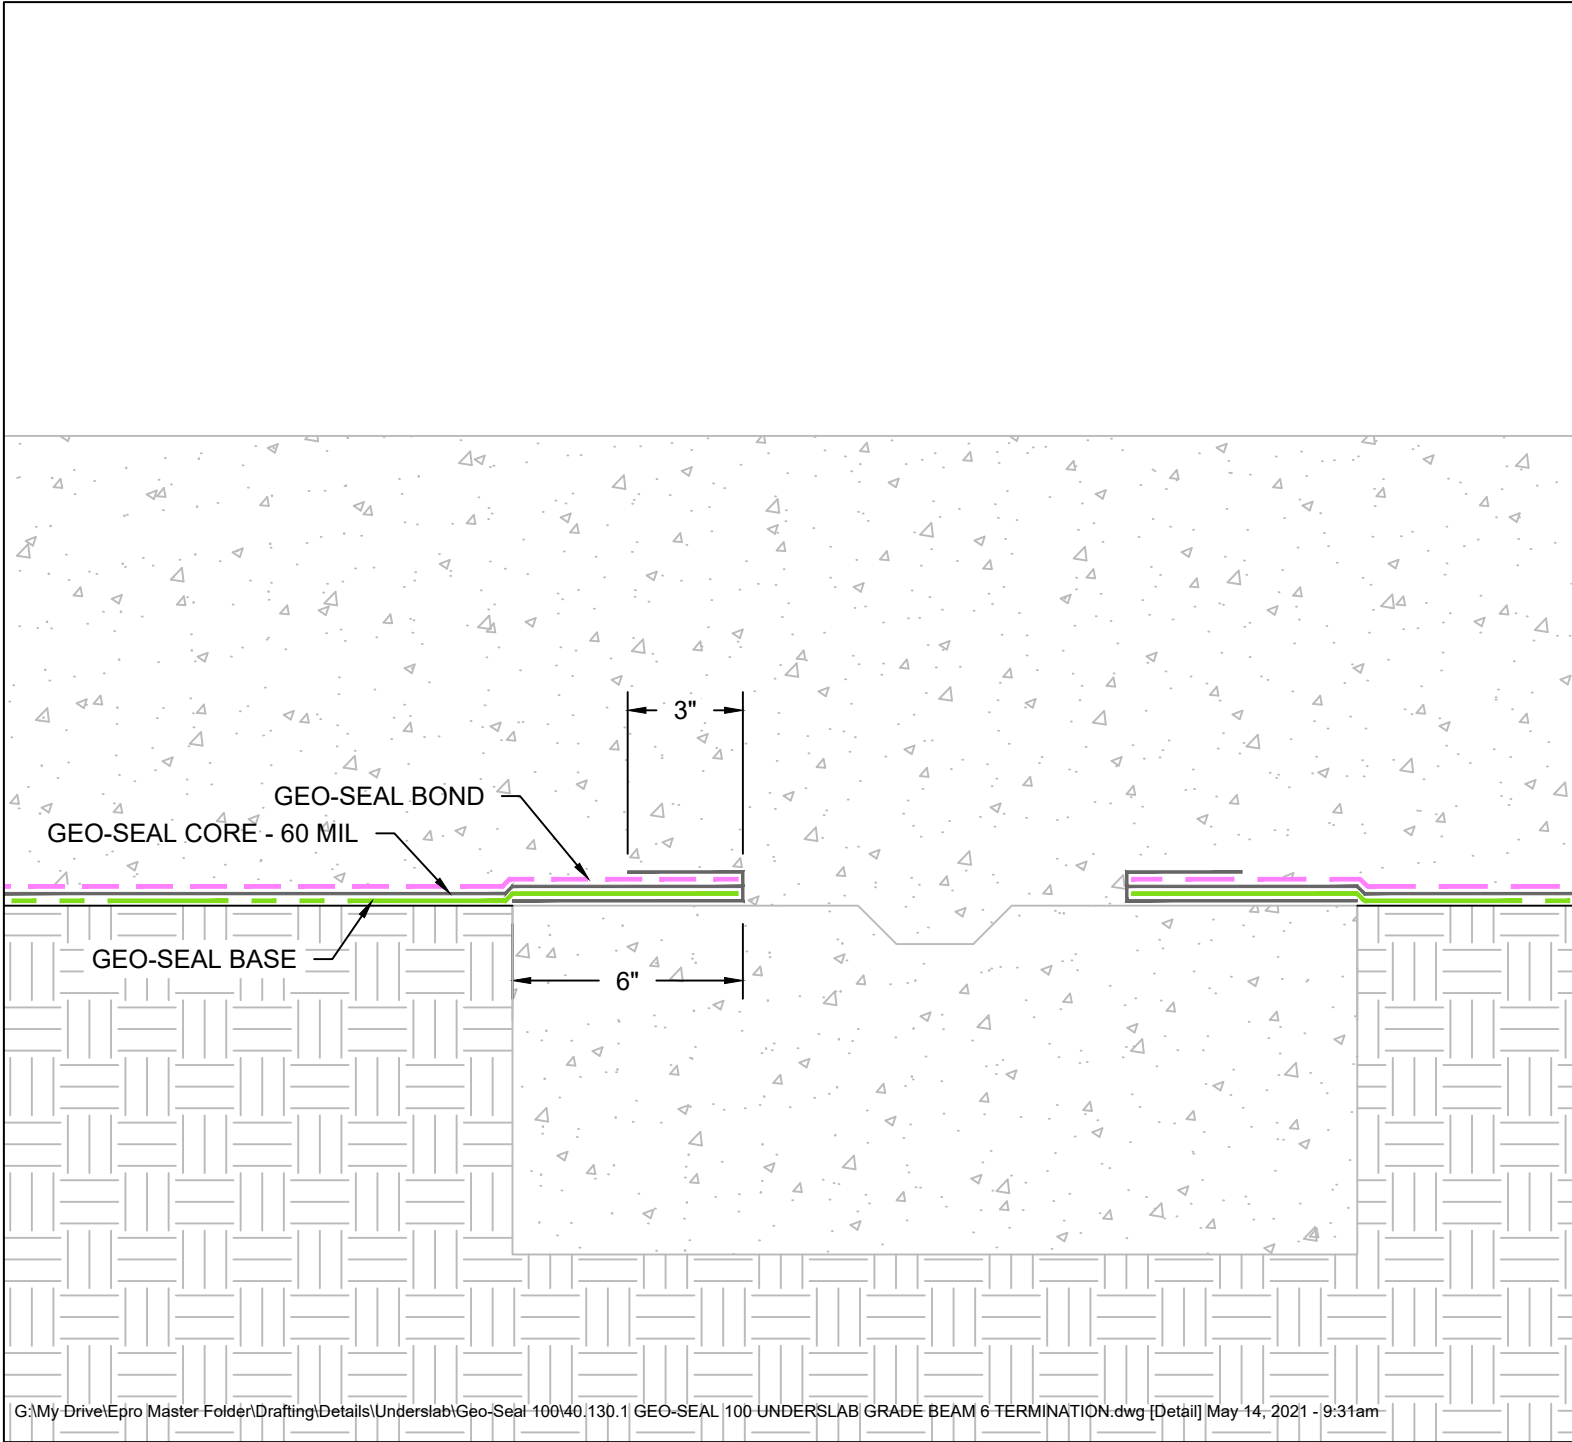 3"
GEO-SEAL BOND
GEO-SEAL CORE - 60 MIL
GEO-SEAL BASE
6"
G:\My Drive\Epro Master Folder\Drafting\Details\Underslab\Geo-Seal 100\40.130.1 GEO-SEAL 100 UNDERSLAB GRADE BEAM 6 TERMINATION.dwg [Detail] May 14, 2021 - 9:31am